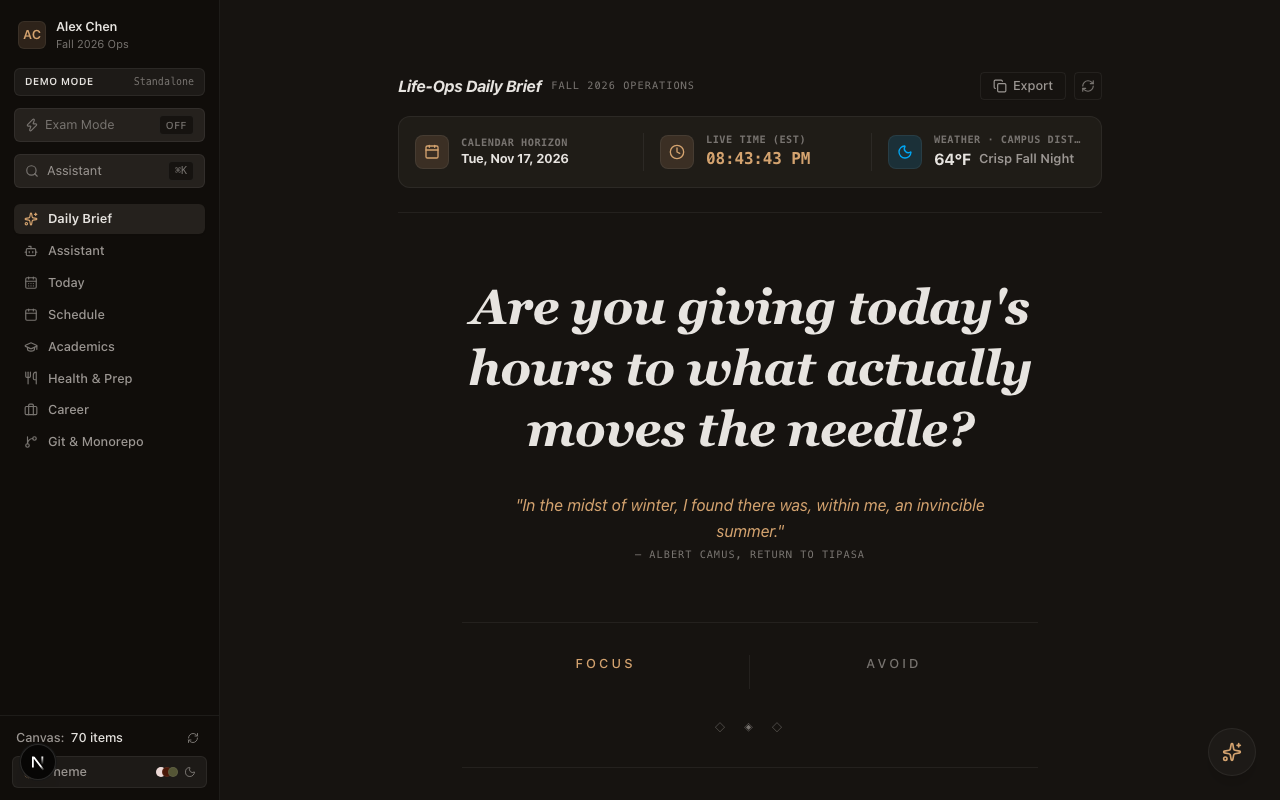 AC
Alex Chen
Fall 2026 Ops
DEMO MODE Standalone
Exam Mode OFF
Assistant ⌘K
Daily Brief
Assistant
Today
Schedule
Academics
Health & Prep
Career
Git & Monorepo
Canvas: 70 items
N heme
Life-Ops Daily Brief FALL 2026 OPERATIONS
Export
CALENDAR HORIZON
Tue, Nov 17, 2026
LIVE TIME (EST)
08:43:43 PM
WEATHER · CAMPUS DIST…
64°F Crisp Fall Night
Are you giving today's
hours to what actually
moves the needle?
"In the midst of winter, I found there was, within me, an invincible
summer."
— ALBERT CAMUS, RETURN TO TIPASA
FOCUS
AVOID